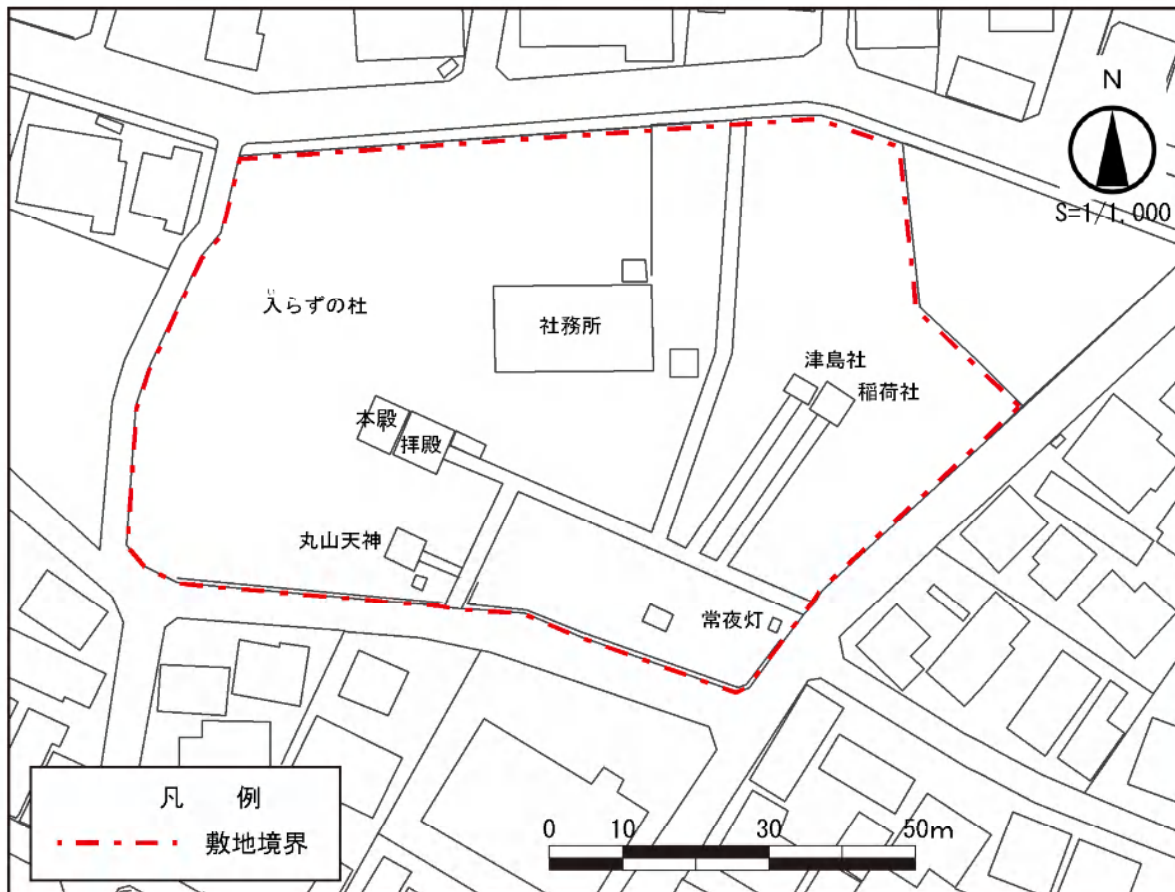 N
S=1/1,000
い
入らずの杜
社務所
津島社
稲荷社
本殿
拝殿
丸山天神
常夜灯
凡 例
敷地境界
0 10 30 50m